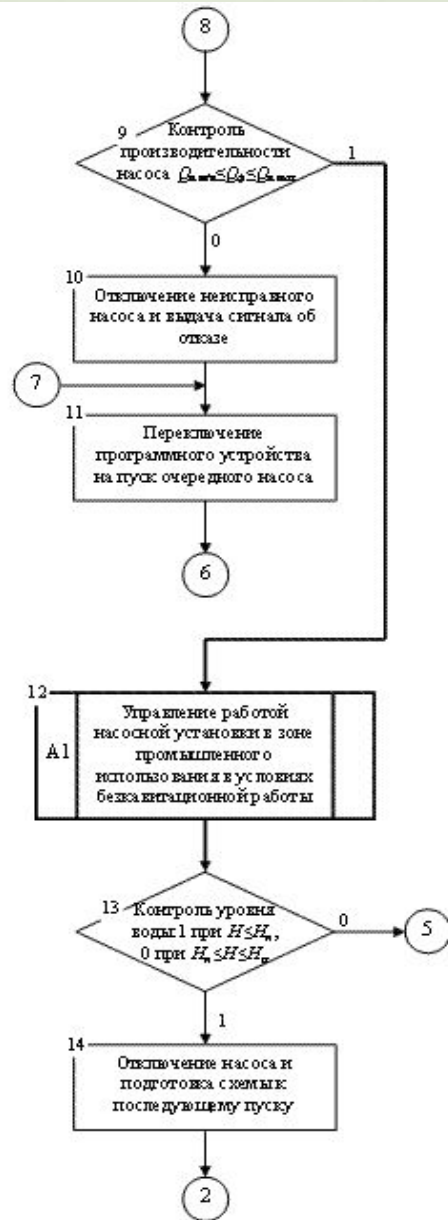 8
9
Контроль
производительности
насоса
1
0
10
Отключение неисправного
насоса и выдача сигнала об
отказе
7
11
Переключение
программного устройства
на пуск очередного насоса
6
12
A1
Управление работой
насосной установки в зоне
промышленного
использования в условиях
безкавитационной работы
13
Контроль уровня
воды:1 при H≤Hн,
0 при
0
5
1
14
Отключение насоса и
подготовка схемы к
последующему пуску
2